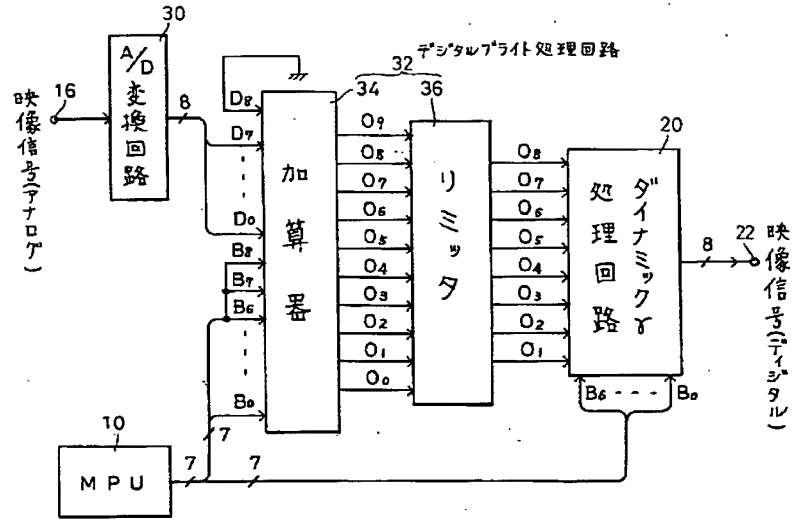 30
A/D
変換回路
16
映像信号(アナログ)
8
デジタルブライト処理回路
32
34
36
D8
D7
D0
B8
B7
B6
B0
加算器
O9
O8
O7
O6
O5
O4
O3
O2
O1
O0
リミッタ
O8
O7
O6
O5
O4
O3
O2
O1
20
ダイナミックγ
処理回路
8
22
映像信号(ディジタル)
B6
B0
10
MPU
7
7
7